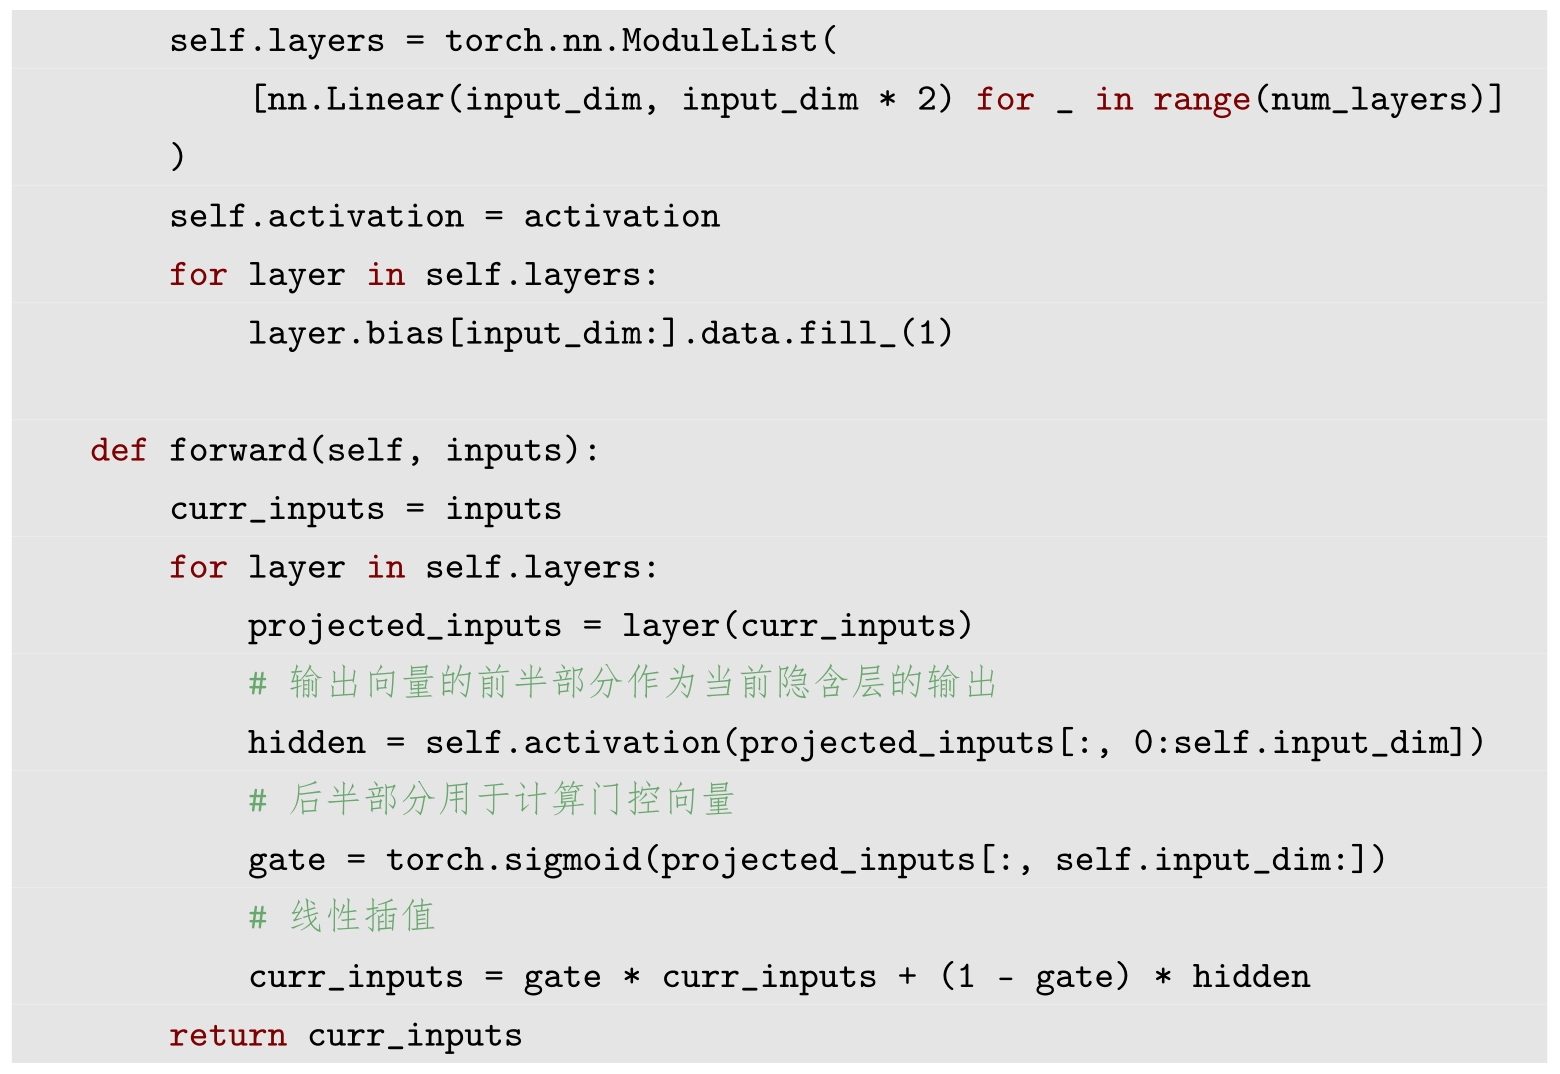 self.layers = torch.nn.ModuleList(
[nn.Linear(input_dim, input_dim * 2) for _ in range(num_layers)]
)
self.activation = activation
for layer in self.layers:
layer.bias[input_dim:].data.fill_(1)
def forward(self, inputs):
curr_inputs = inputs
for layer in self.layers:
projected_inputs = layer(curr_inputs)
# 输出向量的前半部分作为当前隐含层的输出
hidden = self.activation(projected_inputs[:, 0:self.input_dim])
# 后半部分用于计算门控向量
gate = torch.sigmoid(projected_inputs[:, self.input_dim:])
# 线性插值
curr_inputs = gate * curr_inputs + (1 - gate) * hidden
return curr_inputs